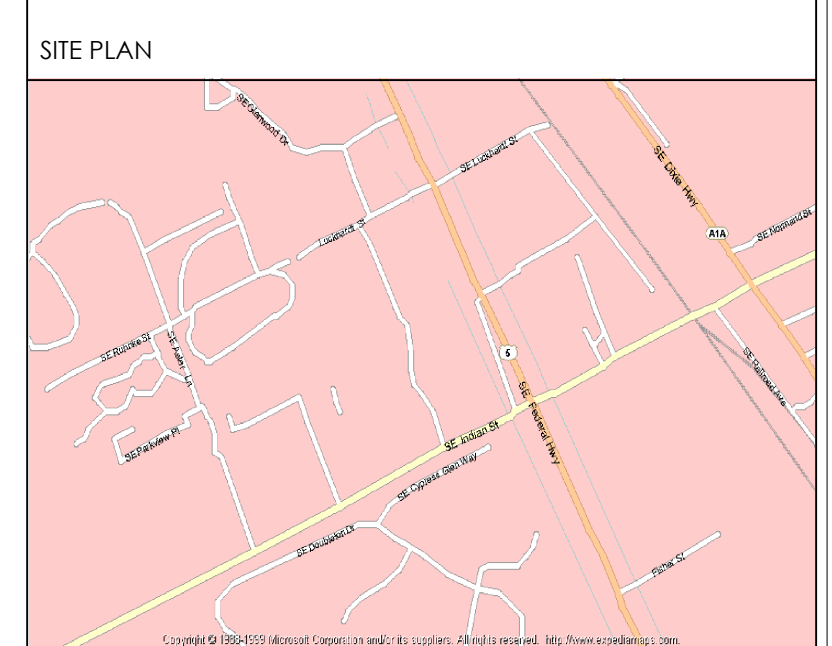 SITE PLAN
SE Glenwood Dr
SE Luckhardt St
SE Dixie Hwy
A1A
SE Normand St
Luckhardt St
SE Ruhnke St
SE Aster Ln
5
SE Railroad Ave
SE Federal Hwy
SE Parkview Pl
SE Indian St
SE Cypress Glen Way
SE Doubleton Dr
Fisher St
Copyright © 1988-1999 Microsoft Corporation and/or its suppliers. All rights reserved. http://www.expediamaps.com.